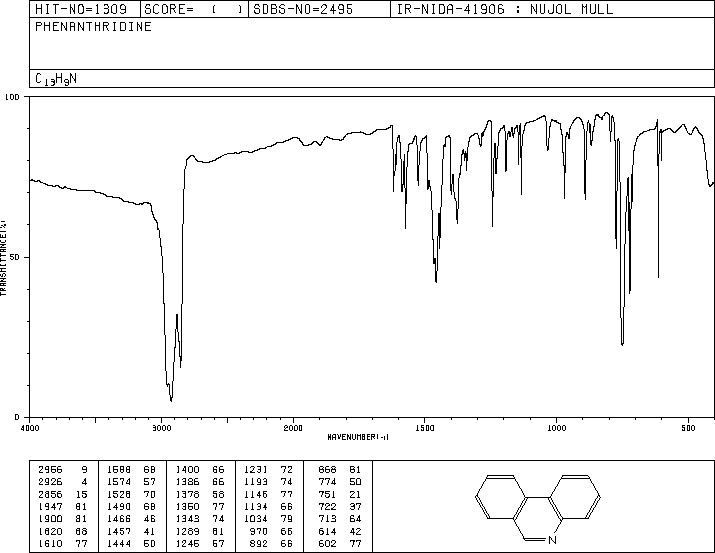 HIT-NO=1309 SCORE= ( ) SDBS-NO=2495 IR-NIDA-41906 : NUJOL MULL
PHENANTHRIDINE
C13H9N
100
50
0
TRANSMITTANCE(%)
4000 3000 2000 1500 1000 500
WAVENUMBER(-1)
2956 9 1588 68 1400 66 1231 72 868 81
2926 4 1574 57 1386 66 1193 74 774 50
2856 15 1528 70 1378 58 1146 77 751 21
1947 81 1490 68 1350 77 1134 66 722 37
1900 81 1466 46 1343 74 1034 79 713 64
1620 68 1457 41 1289 81 970 66 614 42
1610 77 1444 50 1245 57 892 66 602 77
N